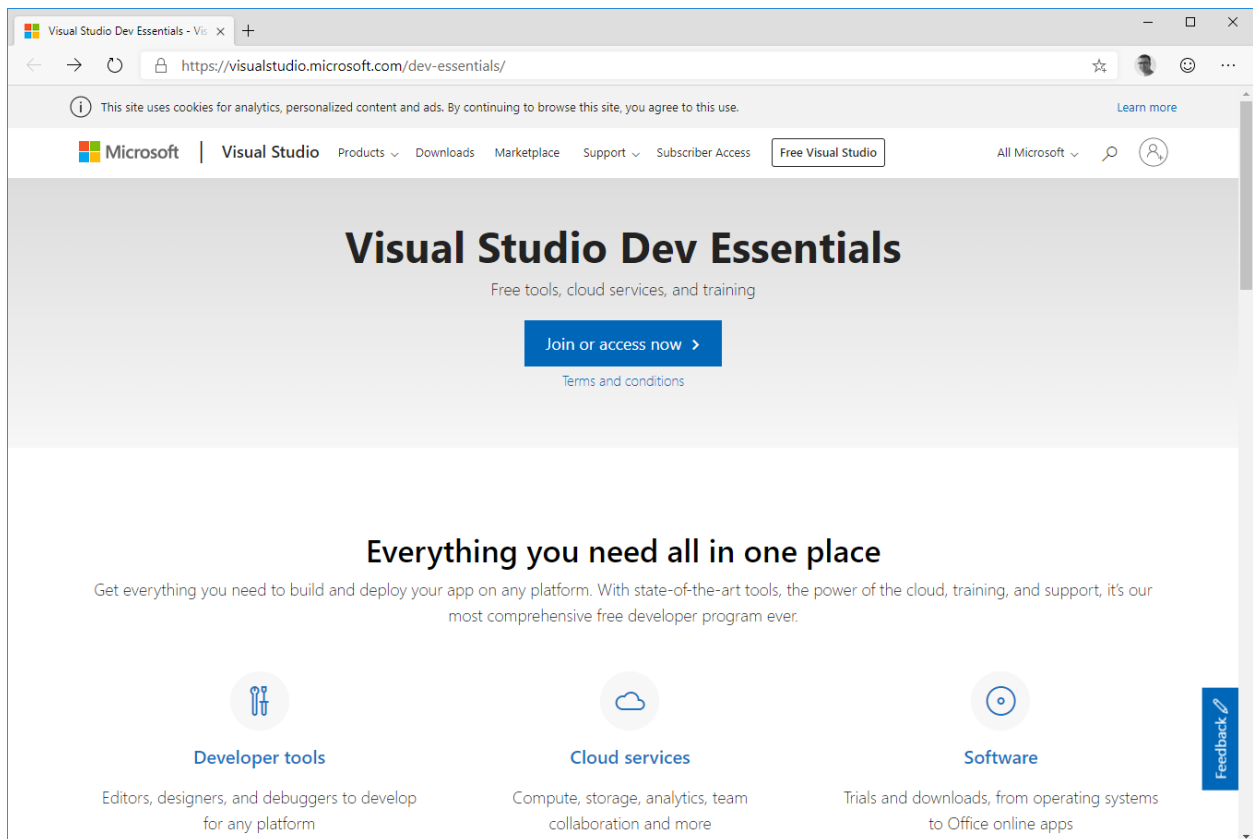 Visual Studio Dev Essentials - Vis
https://visualstudio.microsoft.com/dev-essentials/
This site uses cookies for analytics, personalized content and ads. By continuing to browse this site, you agree to this use.
Learn more
Microsoft
Visual Studio
Products
Downloads
Marketplace
Support
Subscriber Access
Free Visual Studio
All Microsoft
Visual Studio Dev Essentials
Free tools, cloud services, and training
Join or access now
Terms and conditions
Everything you need all in one place
Get everything you need to build and deploy your app on any platform. With state-of-the-art tools, the power of the cloud, training, and support, it's our
most comprehensive free developer program ever.
Developer tools
Editors, designers, and debuggers to develop
for any platform
Cloud services
Compute, storage, analytics, team
collaboration and more
Software
Trials and downloads, from operating systems
to Office online apps
Feedback